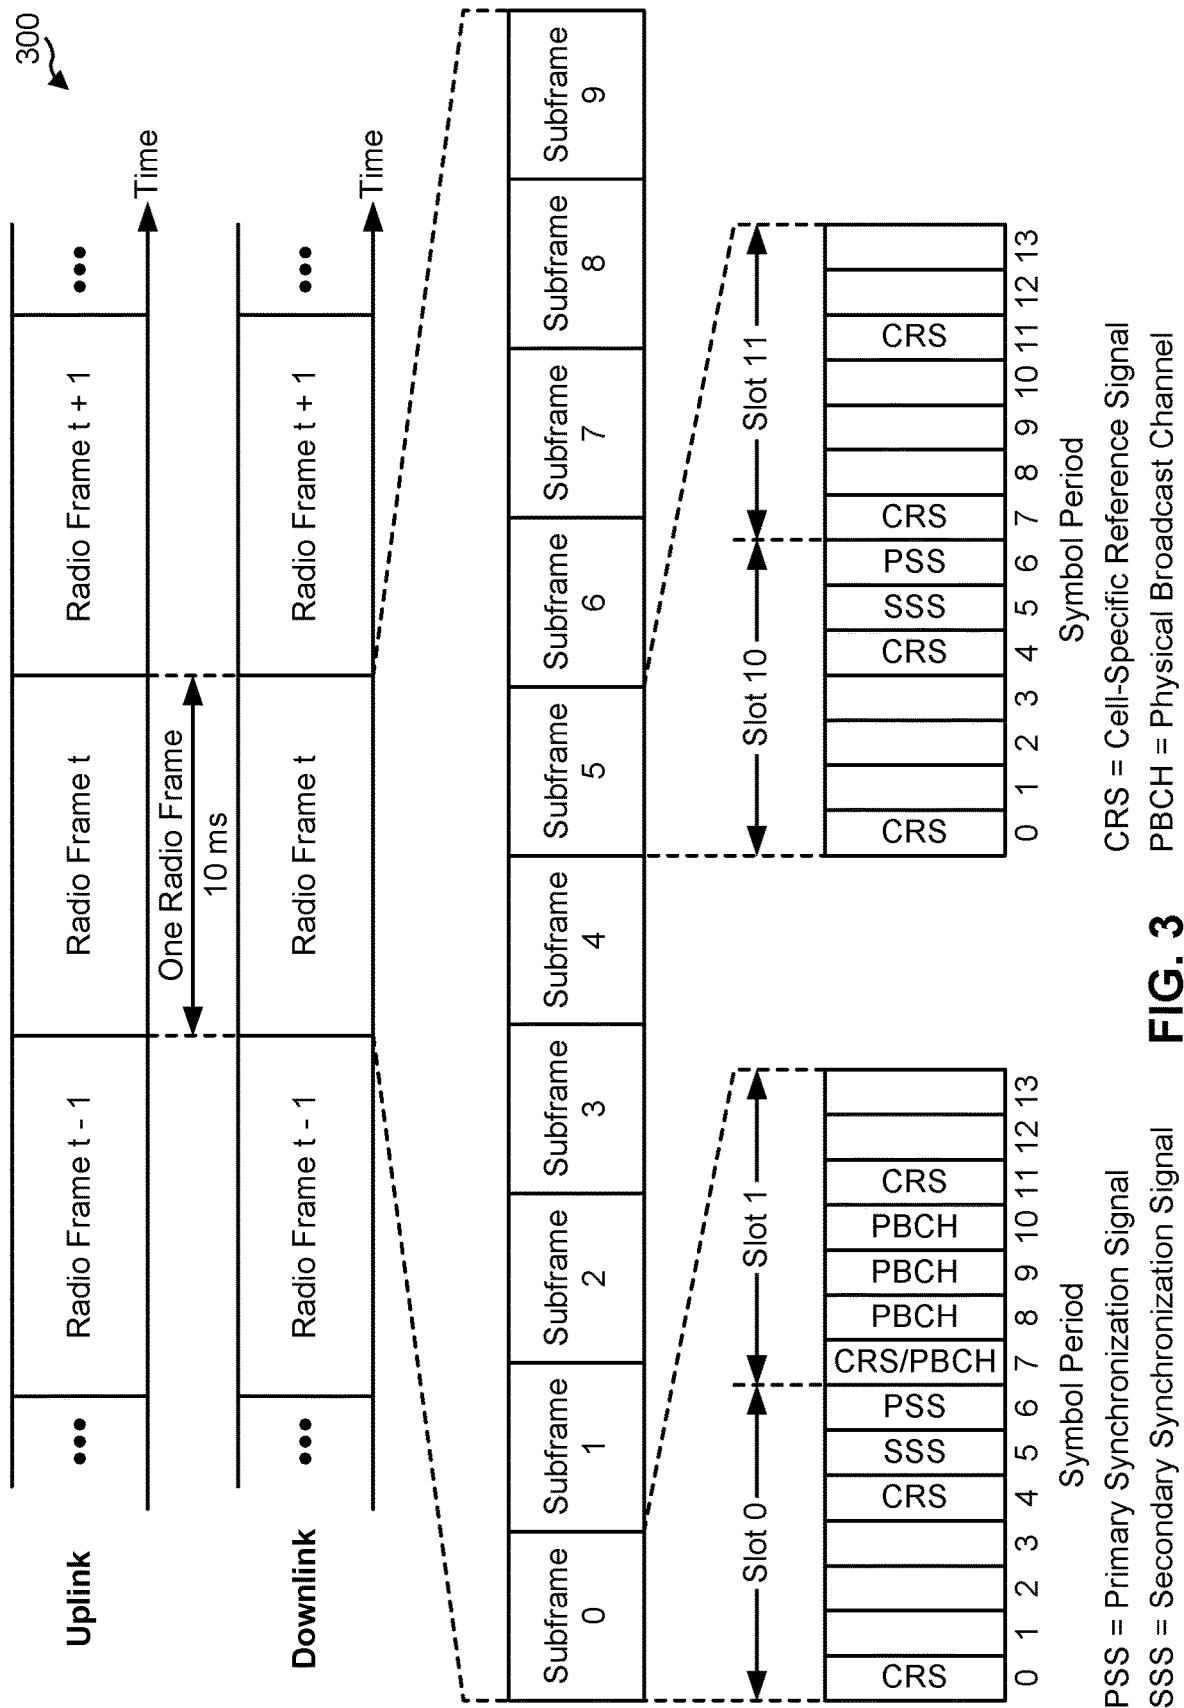 300
Uplink
••• Radio Frame t - 1 Radio Frame t Radio Frame t + 1 •••
Time
One Radio Frame
10 ms
Downlink
••• Radio Frame t - 1 Radio Frame t Radio Frame t + 1 •••
Time
Subframe Subframe Subframe Subframe Subframe Subframe Subframe Subframe Subframe Subframe
0 1 2 3 4 5 6 7 8 9
Slot 0 Slot 1
CRS CRS SSS PSS CRS/PBCH PBCH PBCH PBCH CRS
0 1 2 3 4 5 6 7 8 9 10 11 12 13
Symbol Period
Slot 10 Slot 11
CRS CRS SSS PSS CRS CRS
0 1 2 3 4 5 6 7 8 9 10 11 12 13
Symbol Period
PSS = Primary Synchronization Signal
SSS = Secondary Synchronization Signal
CRS = Cell-Specific Reference Signal
PBCH = Physical Broadcast Channel
FIG. 3